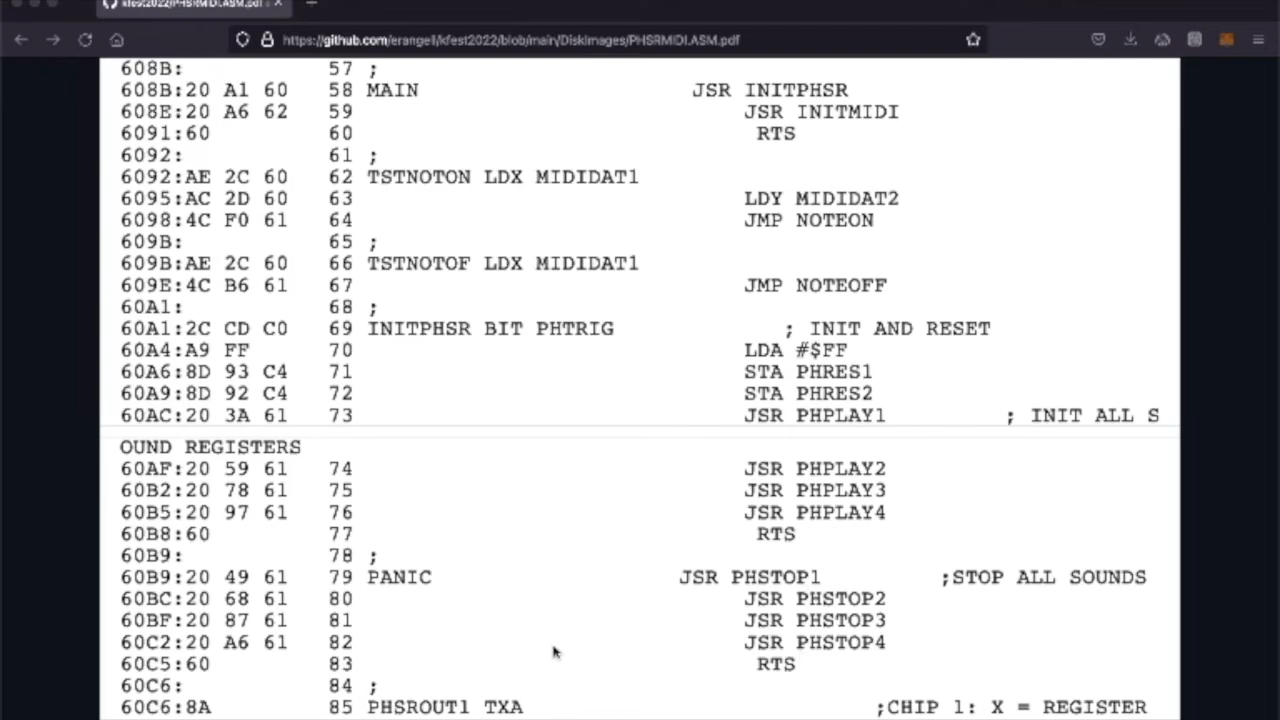 kfest2022/PHSRMIDI.ASM.pdf
https://github.com/erangell/kfest2022/blob/main/DiskImages/PHSRMIDI.ASM.pdf
608B: 57 ;
608B:20 A1 60 58 MAIN JSR INITPHSR
608E:20 A6 62 59 JSR INITMIDI
6091:60 60 RTS
6092: 61 ;
6092:AE 2C 60 62 TSTNOTON LDX MIDIDAT1
6095:AC 2D 60 63 LDY MIDIDAT2
6098:4C F0 61 64 JMP NOTEON
609B: 65 ;
609B:AE 2C 60 66 TSTNOTOF LDX MIDIDAT1
609E:4C B6 61 67 JMP NOTEOFF
60A1: 68 ;
60A1:2C CD C0 69 INITPHSR BIT PHTRIG ; INIT AND RESET
60A4:A9 FF 70 LDA #$FF
60A6:8D 93 C4 71 STA PHRES1
60A9:8D 92 C4 72 STA PHRES2
60AC:20 3A 61 73 JSR PHPLAY1 ; INIT ALL S
OUND REGISTERS
60AF:20 59 61 74 JSR PHPLAY2
60B2:20 78 61 75 JSR PHPLAY3
60B5:20 97 61 76 JSR PHPLAY4
60B8:60 77 RTS
60B9: 78 ;
60B9:20 49 61 79 PANIC JSR PHSTOP1 ;STOP ALL SOUNDS
60BC:20 68 61 80 JSR PHSTOP2
60BF:20 87 61 81 JSR PHSTOP3
60C2:20 A6 61 82 JSR PHSTOP4
60C5:60 83 RTS
60C6: 84 ;
60C6:8A 85 PHSROUT1 TXA ;CHIP 1: X = REGISTER